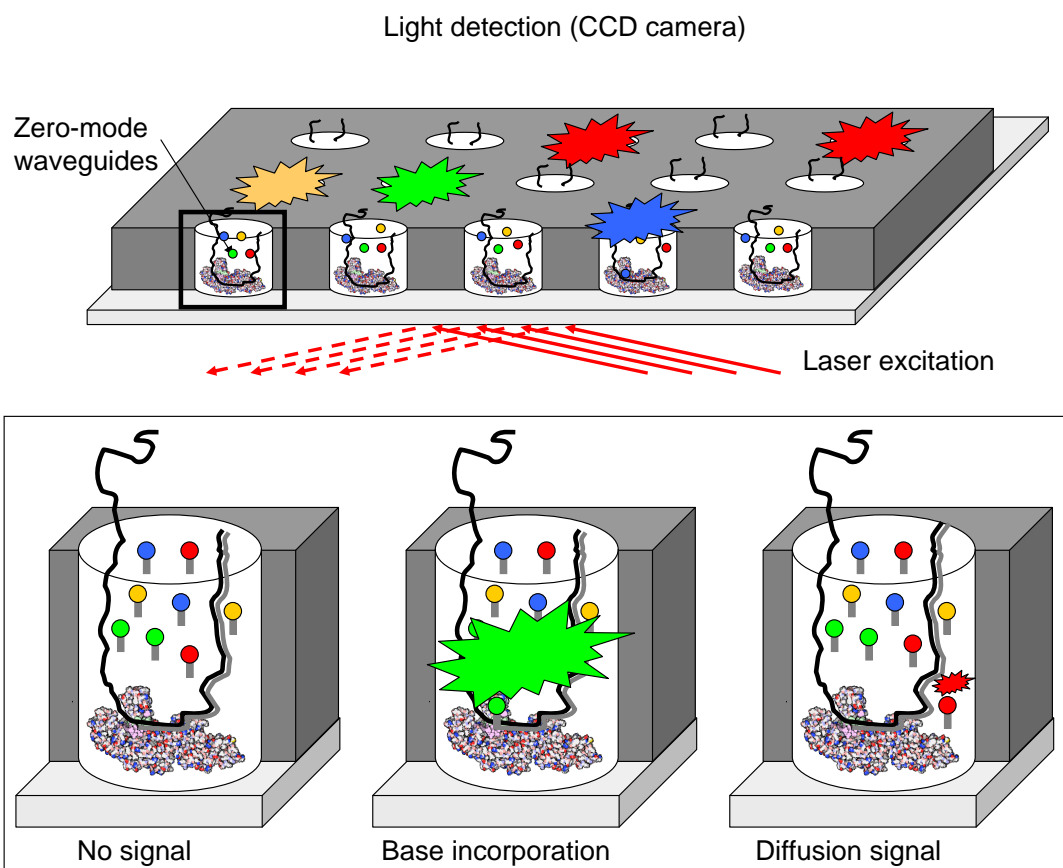 Light detection (CCD camera)
Zero-mode
waveguides
Laser excitation
No signal
Base incorporation
Diffusion signal